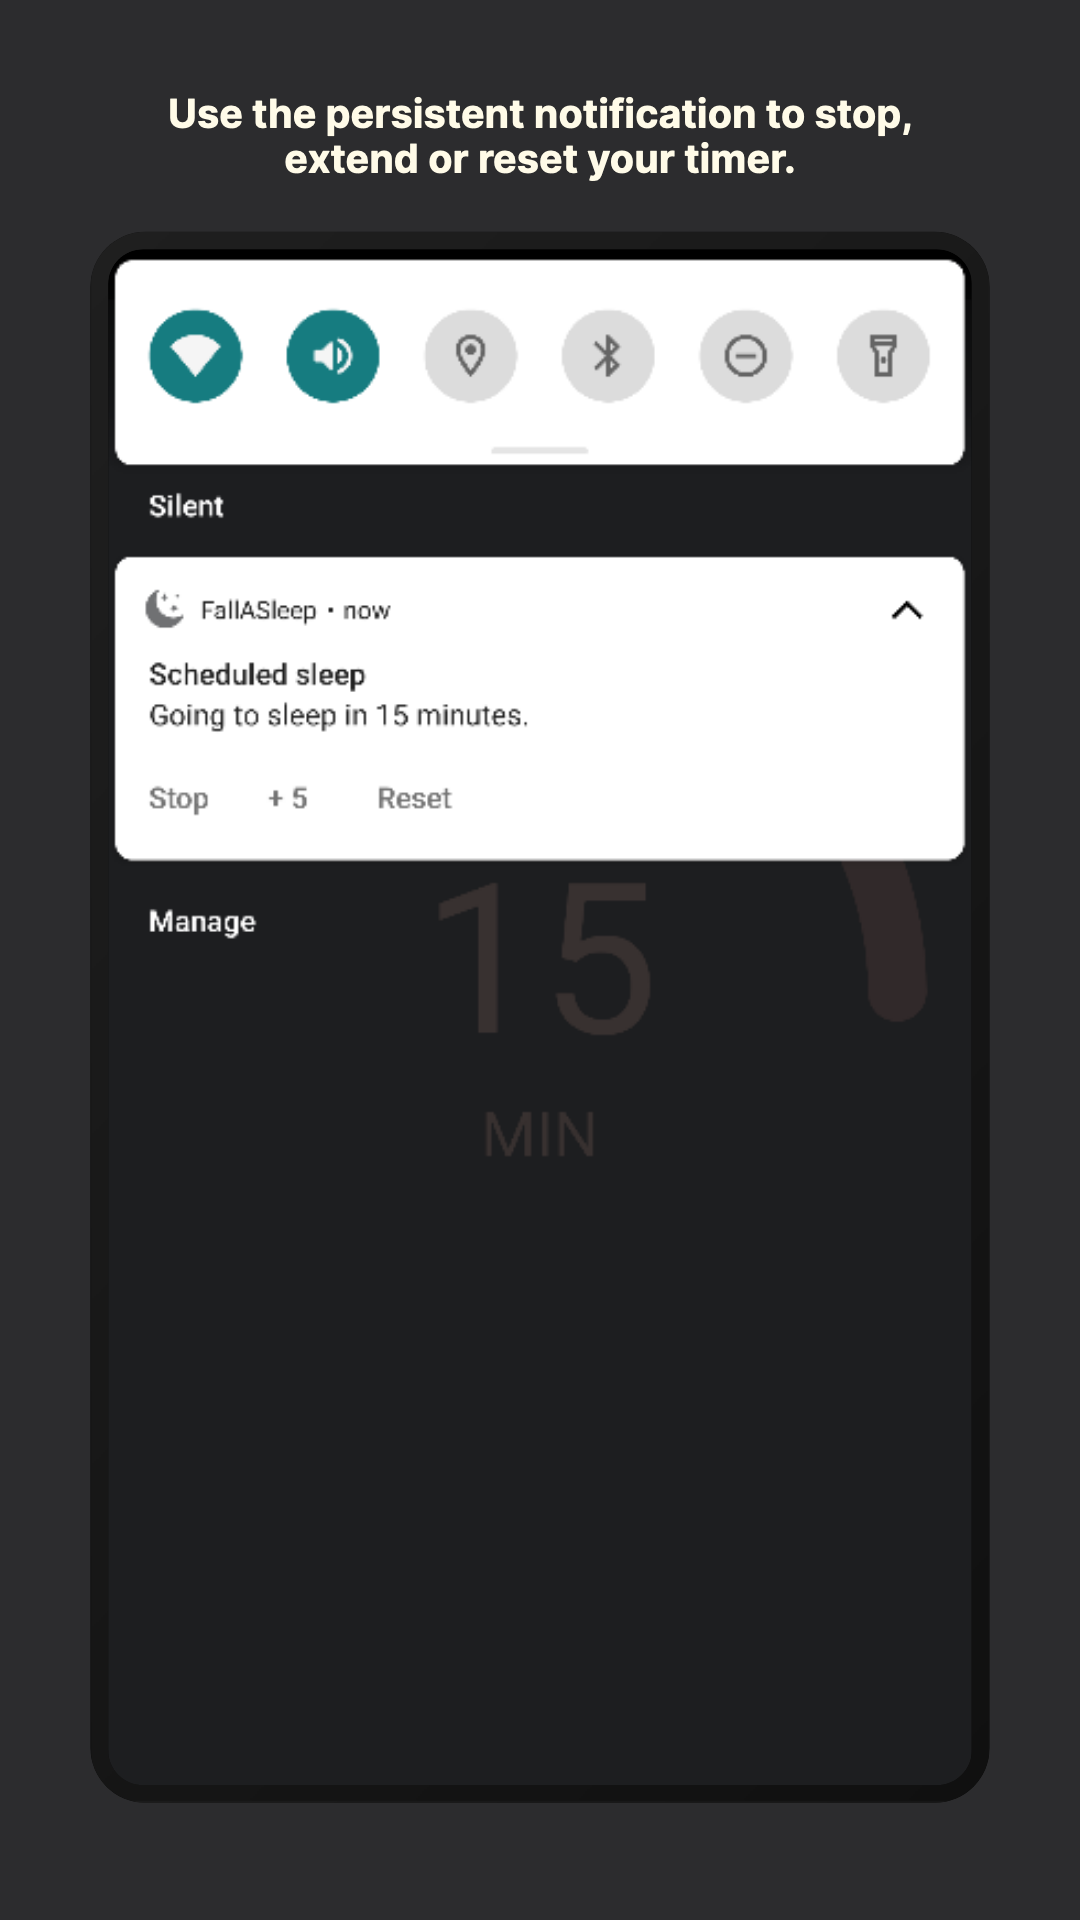 Use the persistent notification to stop,
extend or reset your timer.
Silent
FallASleep • now
Scheduled sleep
Going to sleep in 15 minutes.
Stop + 5 Reset
Manage
15
MIN